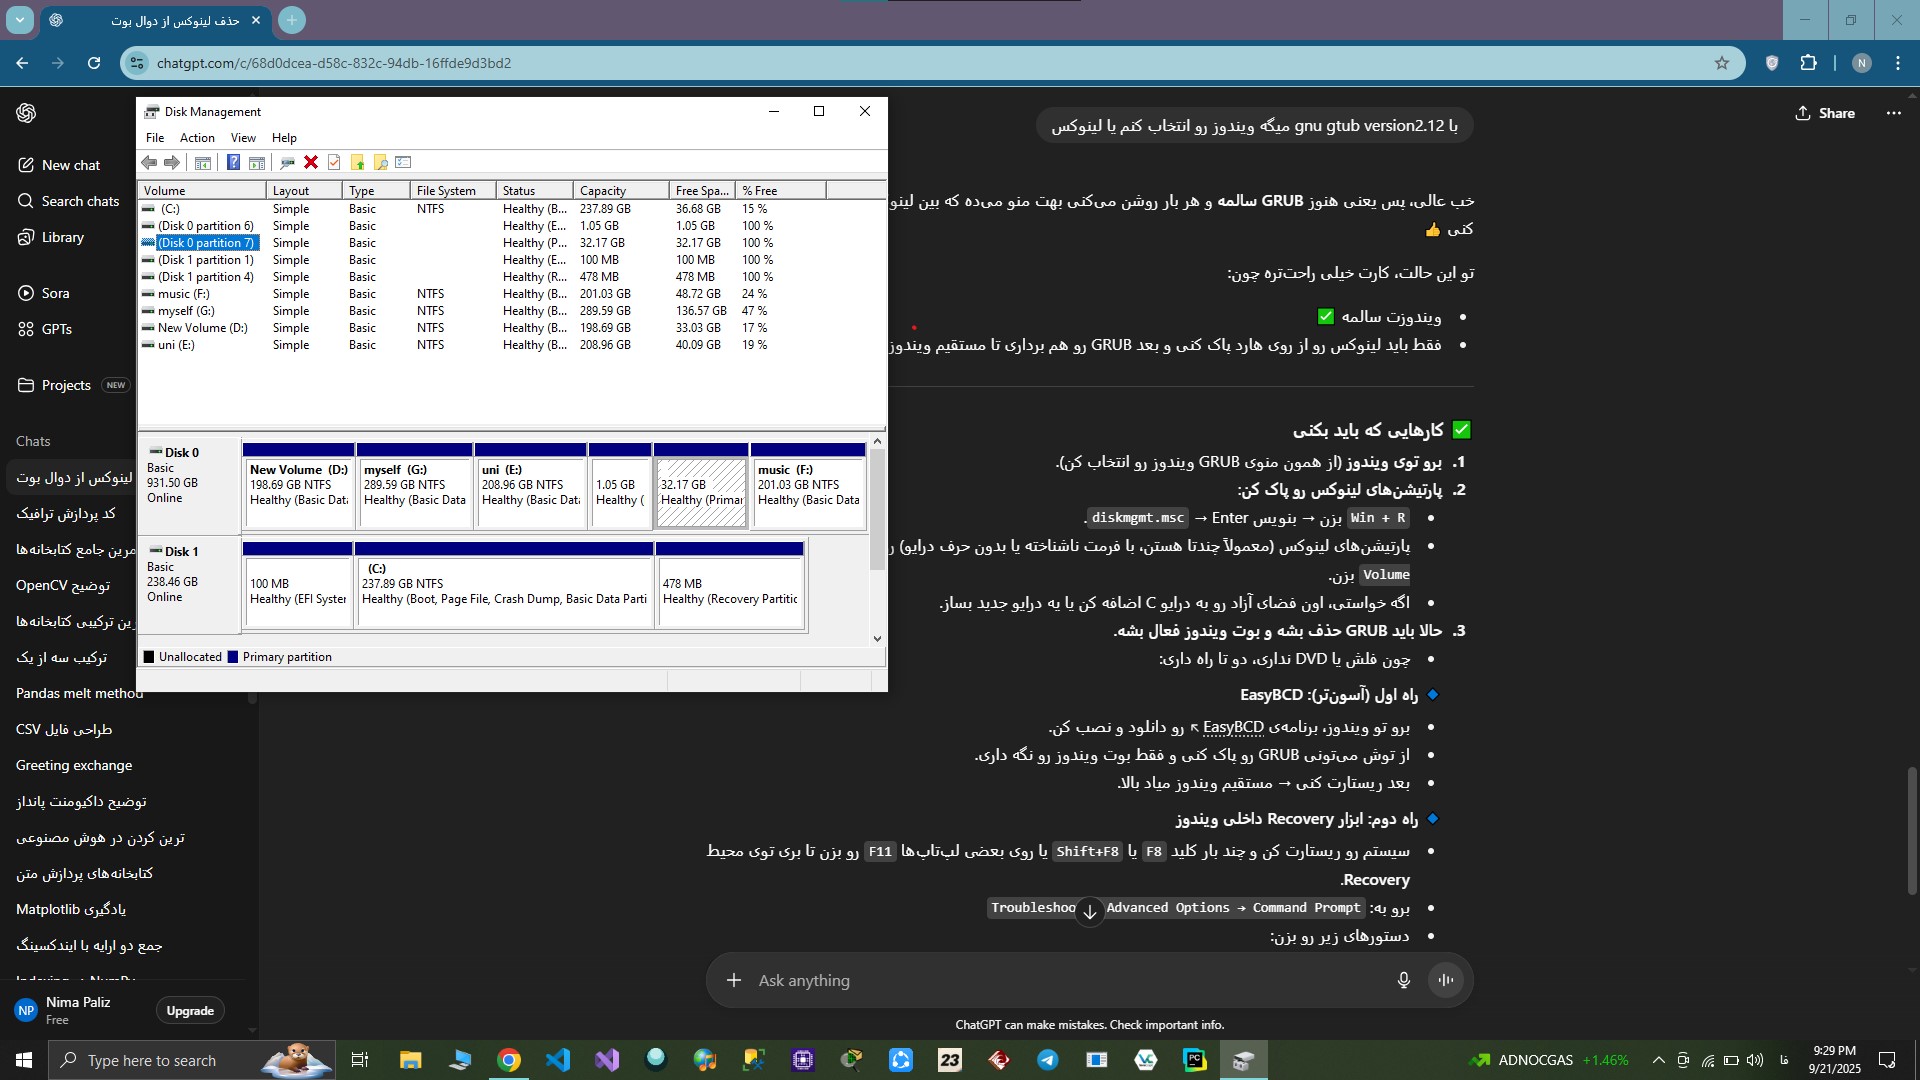 حذف لینوکس از دوال بوت
chatgpt.com/c/68d0dcea-d58c-832c-94db-16ffde9d3bd2
N
Share
New chat
Search chats
Library
Sora
GPTs
Projects NEW
Chats
لینوکس از دوال بوت
کد پردازش ترافیک
مرین جامع کتابخانه‌ها
توضیح OpenCV
رین ترکیبی کتابخانه‌ها
ترکیب سه از یک
Pandas melt method
طراحی فایل CSV
Greeting exchange
توضیح داکیومنت پانداز
ترین کردن در هوش مصنوعی
کتابخانه‌های پردازش متن
یادگیری Matplotlib
جمع دو آرایه با ایندکسینگ
NP Nima Paliz
Free
Upgrade
Disk Management
File Action View Help
Volume Layout Type File System Status Capacity Free Spa... % Free
(C:) Simple Basic NTFS Healthy (B... 237.89 GB 36.68 GB 15 %
(Disk 0 partition 6) Simple Basic Healthy (E... 1.05 GB 1.05 GB 100 %
(Disk 0 partition 7) Simple Basic Healthy (P... 32.17 GB 32.17 GB 100 %
(Disk 1 partition 1) Simple Basic Healthy (E... 100 MB 100 MB 100 %
(Disk 1 partition 4) Simple Basic Healthy (R... 478 MB 478 MB 100 %
music (F:) Simple Basic NTFS Healthy (B... 201.03 GB 48.72 GB 24 %
myself (G:) Simple Basic NTFS Healthy (B... 289.59 GB 136.57 GB 47 %
New Volume (D:) Simple Basic NTFS Healthy (B... 198.69 GB 33.03 GB 17 %
uni (E:) Simple Basic NTFS Healthy (B... 208.96 GB 40.09 GB 19 %
Disk 0
Basic
931.50 GB
Online
New Volume (D:)
198.69 GB NTFS
Healthy (Basic Data
myself (G:)
289.59 GB NTFS
Healthy (Basic Data
uni (E:)
208.96 GB NTFS
Healthy (Basic Data
1.05 GB
Healthy (
32.17 GB
Healthy (Primar
music (F:)
201.03 GB NTFS
Healthy (Basic Data
Disk 1
Basic
238.46 GB
Online
100 MB
Healthy (EFI System
(C:)
237.89 GB NTFS
Healthy (Boot, Page File, Crash Dump, Basic Data Parti
478 MB
Healthy (Recovery Partitic
Unallocated Primary partition
با gnu gtub version2.12 میگه ویندوز رو انتخاب کنم یا لینوکس
خب عالی، پس یعنی هنوز GRUB سالمه و هر بار روشن می‌کنی بهت منو می‌ده که بین لینو
کنی 👍
تو این حالت، کارت خیلی راحت‌تره چون:
• ویندوزت سالمه ✅
• فقط باید لینوکس رو از روی هارد پاک کنی و بعد GRUB رو هم برداری تا مستقیم ویندوز
✅ کارهایی که باید بکنی
1. برو توی ویندوز (از همون منوی GRUB ویندوز رو انتخاب کن).
2. پارتیشن‌های لینوکس رو پاک کن:
• Win + R بزن → بنویس diskmgmt.msc → Enter.
• پارتیشن‌های لینوکس (معمولاً چندتا هستن، با فرمت ناشناخته یا بدون حرف درایو) ر
Volume بزن.
• اگه خواستی، اون فضای آزاد رو به درایو C اضافه کن یا یه درایو جدید بساز.
3. حالا باید GRUB حذف بشه و بوت ویندوز فعال بشه.
• چون فلش یا DVD نداری، دو تا راه داری:
🔹 راه اول (آسون‌تر): EasyBCD
• برو تو ویندوز، برنامه‌ی EasyBCD رو دانلود و نصب کن.
• از توش می‌تونی GRUB رو پاک کنی و فقط بوت ویندوز رو نگه داری.
• بعد ریستارت کنی → مستقیم ویندوز میاد بالا.
🔹 راه دوم: ابزار Recovery داخلی ویندوز
• سیستم رو ریستارت کن و چند بار کلید F8 یا Shift+F8 یا روی بعضی لپ‌تاپ‌ها F11 رو بزن تا بری توی محیط
Recovery.
• برو به: Troubleshoo Advanced Options → Command Prompt
• دستورهای زیر رو بزن:
Ask anything
ChatGPT can make mistakes. Check important info.
Type here to search
23
PC
ADNOCGAS +1.46%
فا
9:29 PM
9/21/2025